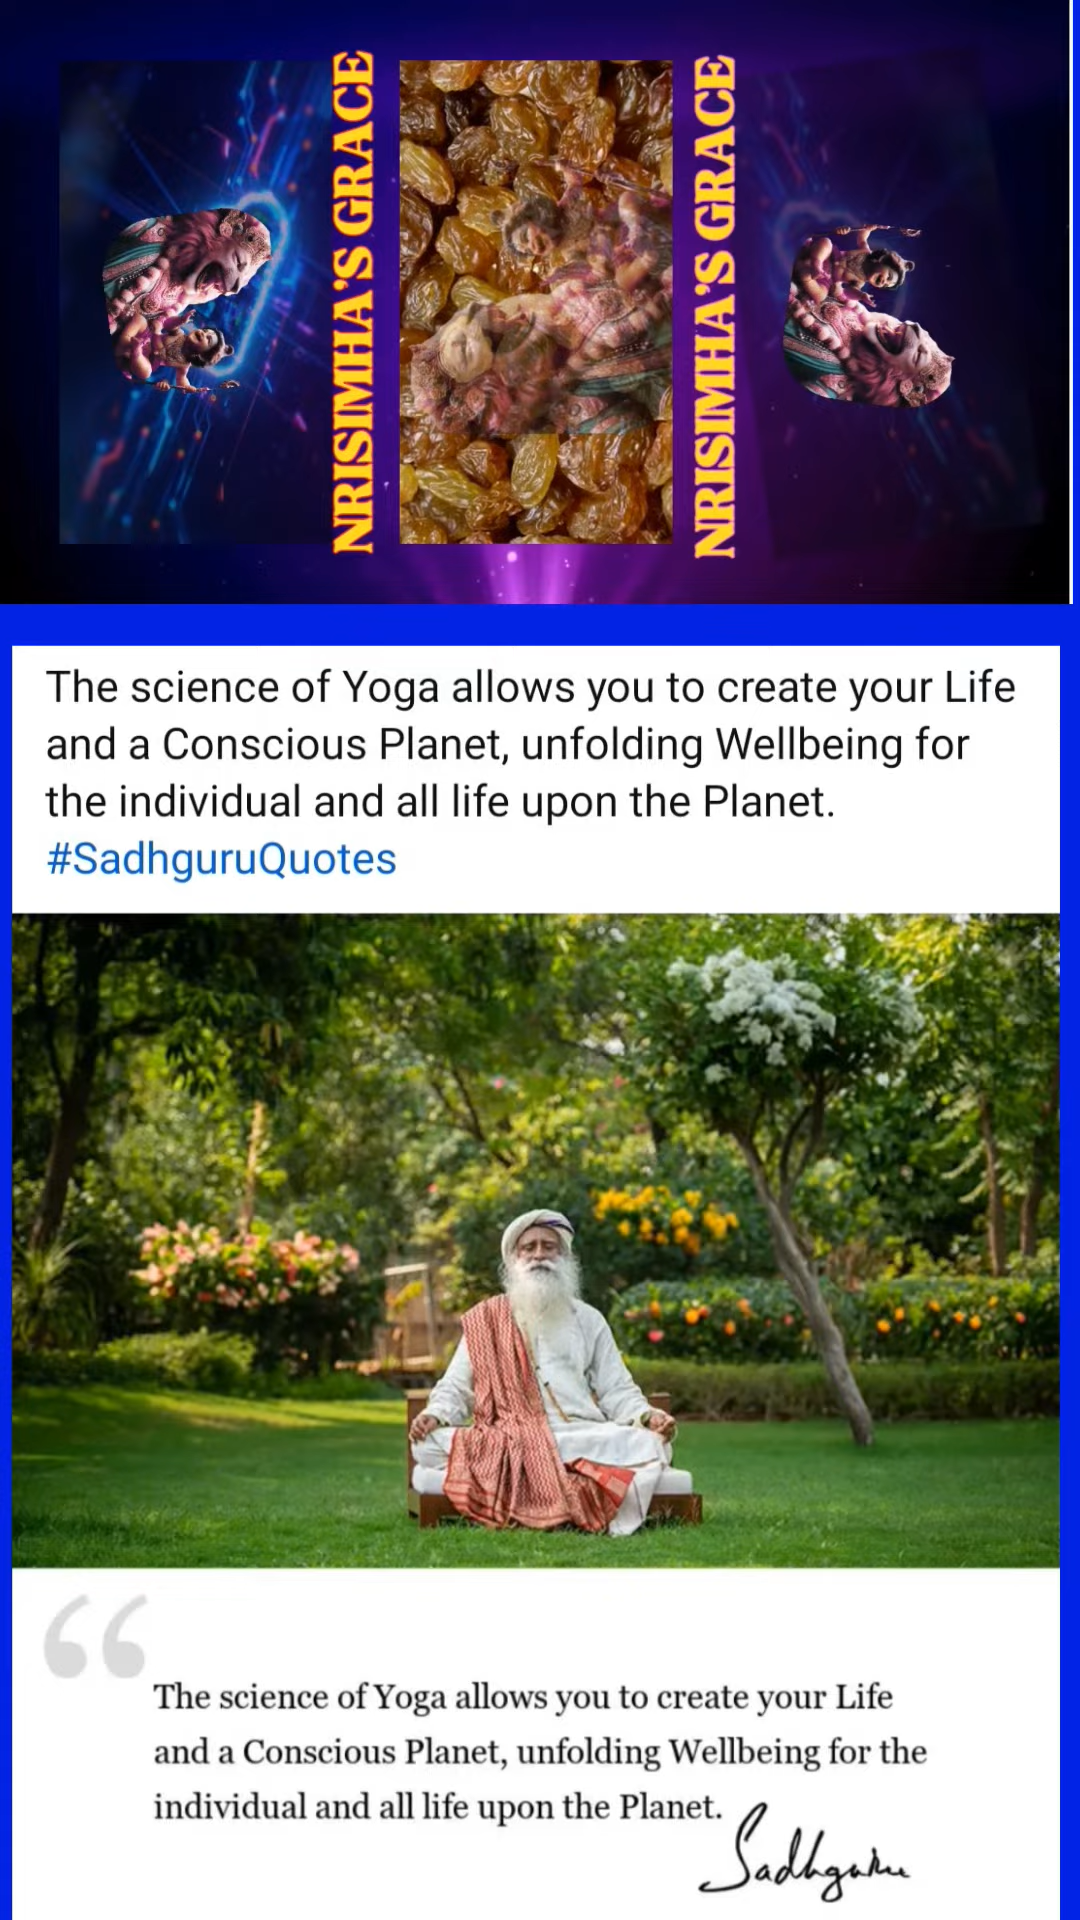 NRISIMHA'S GRACE
NRISIMHA'S GRACE
The science of Yoga allows you to create your Life
and a Conscious Planet, unfolding Wellbeing for
the individual and all life upon the Planet.
#SadhguruQuotes
“
The science of Yoga allows you to create your Life
and a Conscious Planet, unfolding Wellbeing for the
individual and all life upon the Planet.
Sadhguru